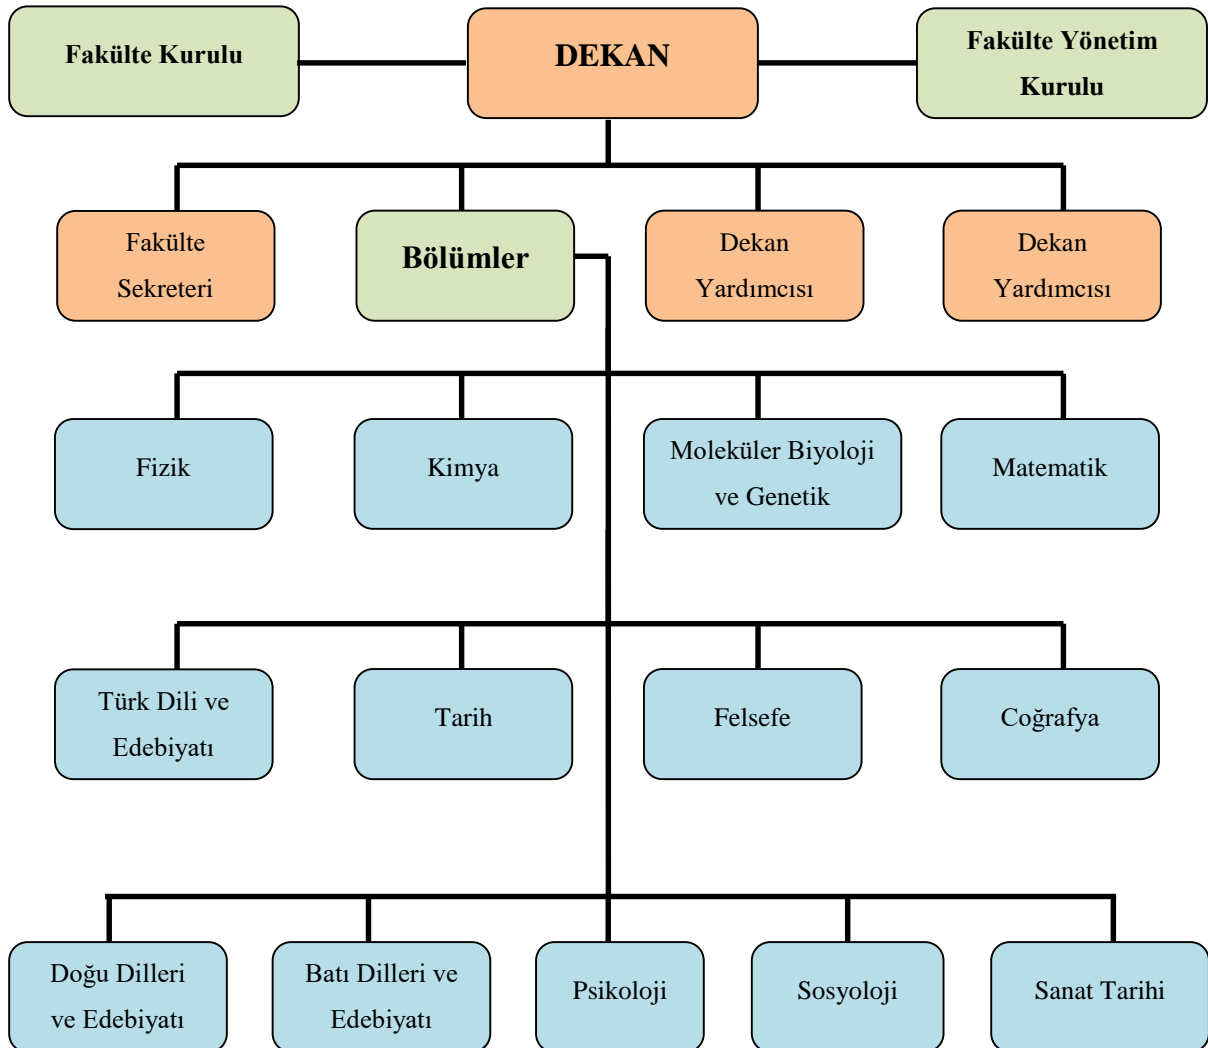 Fakülte Kurulu
DEKAN
Fakülte Yönetim
Kurulu
Fakülte
Sekreteri
Bölümler
Dekan
Yardımcısı
Dekan
Yardımcısı
Fizik
Kimya
Moleküler Biyoloji
ve Genetik
Matematik
Türk Dili ve
Edebiyatı
Tarih
Felsefe
Coğrafya
Doğu Dilleri
ve Edebiyatı
Batı Dilleri ve
Edebiyatı
Psikoloji
Sosyoloji
Sanat Tarihi